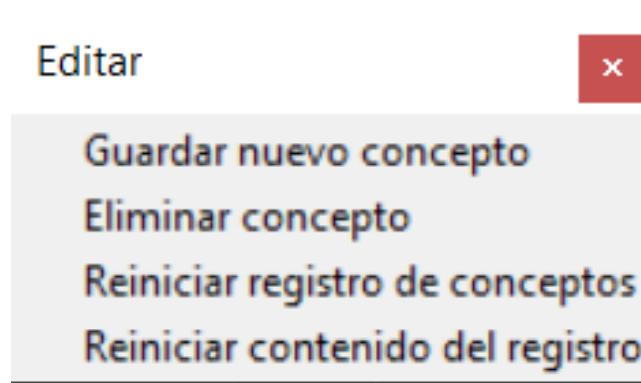 Editar
Guardar nuevo concepto
Eliminar concepto
Reiniciar registro de conceptos
Reiniciar contenido del registro